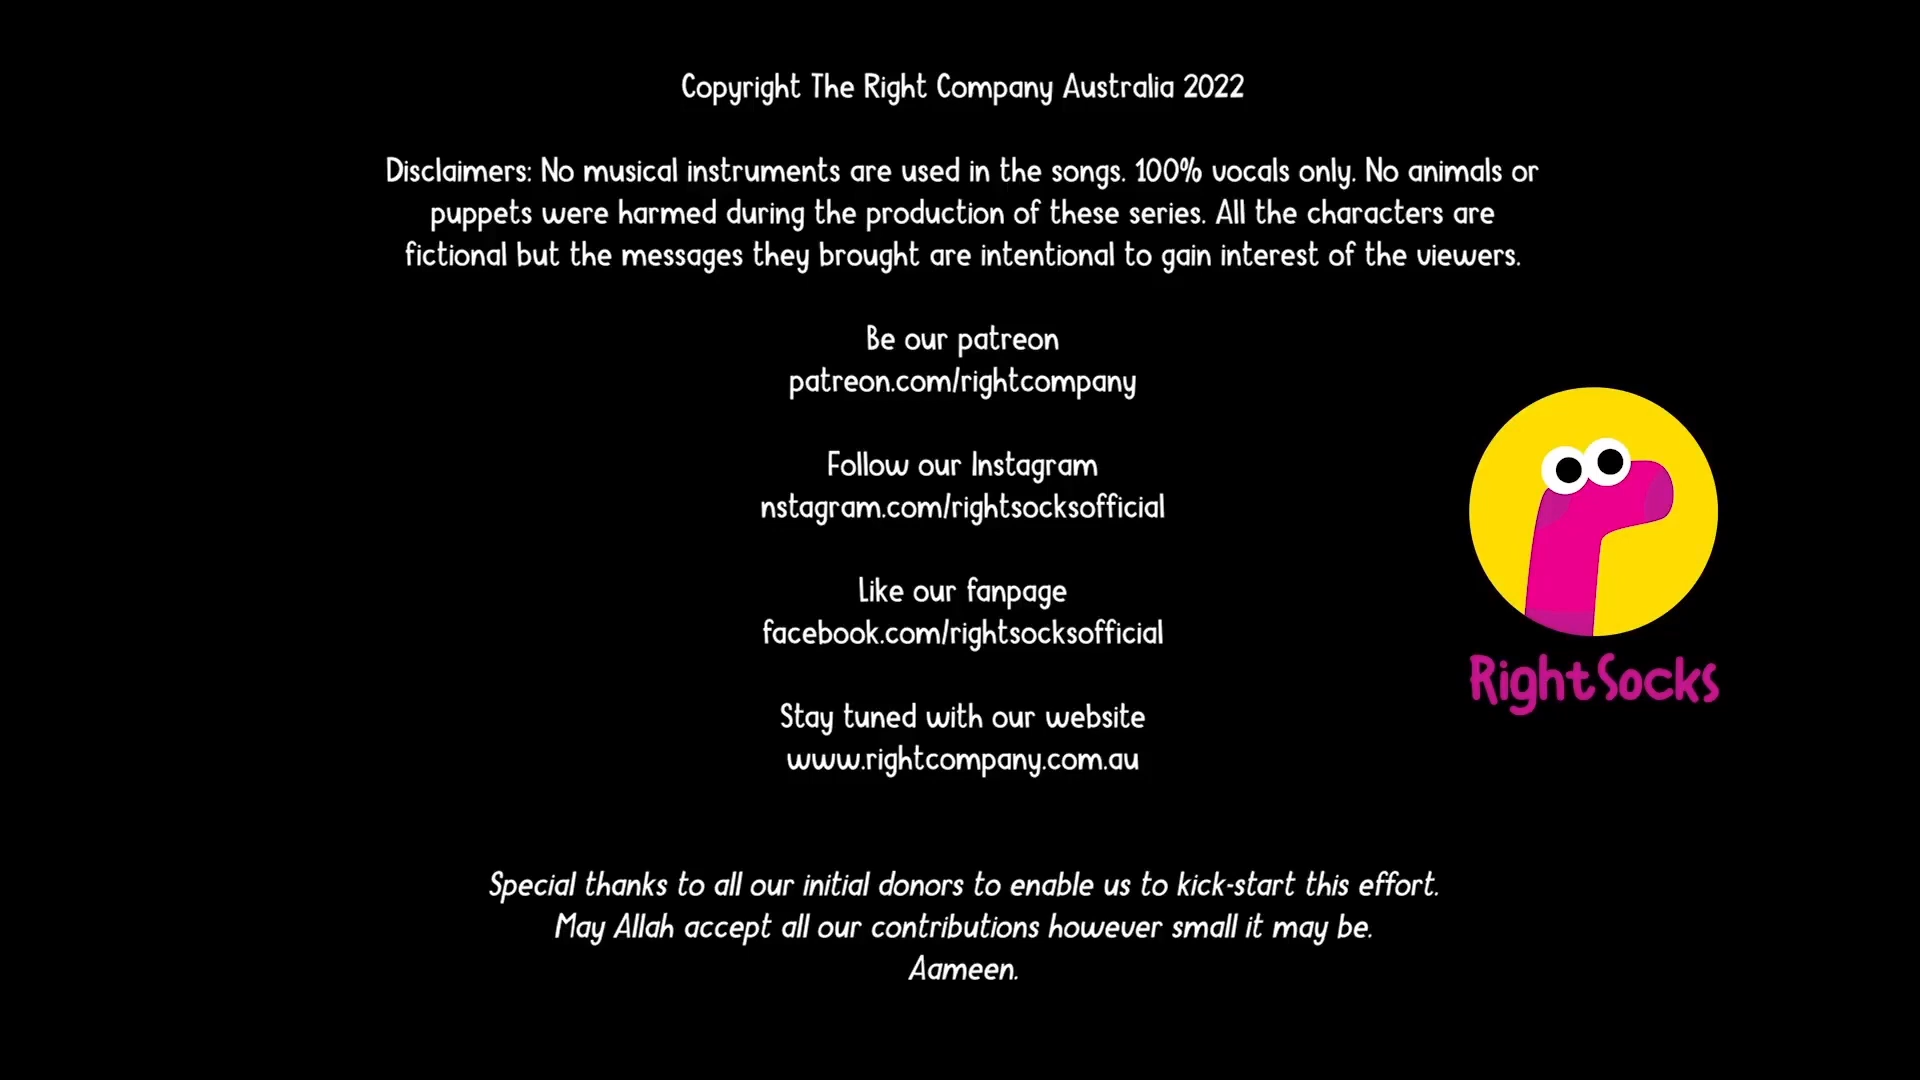 Copyright The Right Company Australia 2022
Disclaimers: No musical instruments are used in the songs. 100% vocals only. No animals or
puppets were harmed during the production of these series. All the characters are
fictional but the messages they brought are intentional to gain interest of the viewers.
Be our patreon
patreon.com/rightcompany
Follow our Instagram
nstagram.com/rightsocksofficial
Like our fanpage
facebook.com/rightsocksofficial
RightSocks
Stay tuned with our website
www.rightcompany.com.au
Special thanks to all our initial donors to enable us to kick-start this effort.
May Allah accept all our contributions however small it may be.
Aameen.